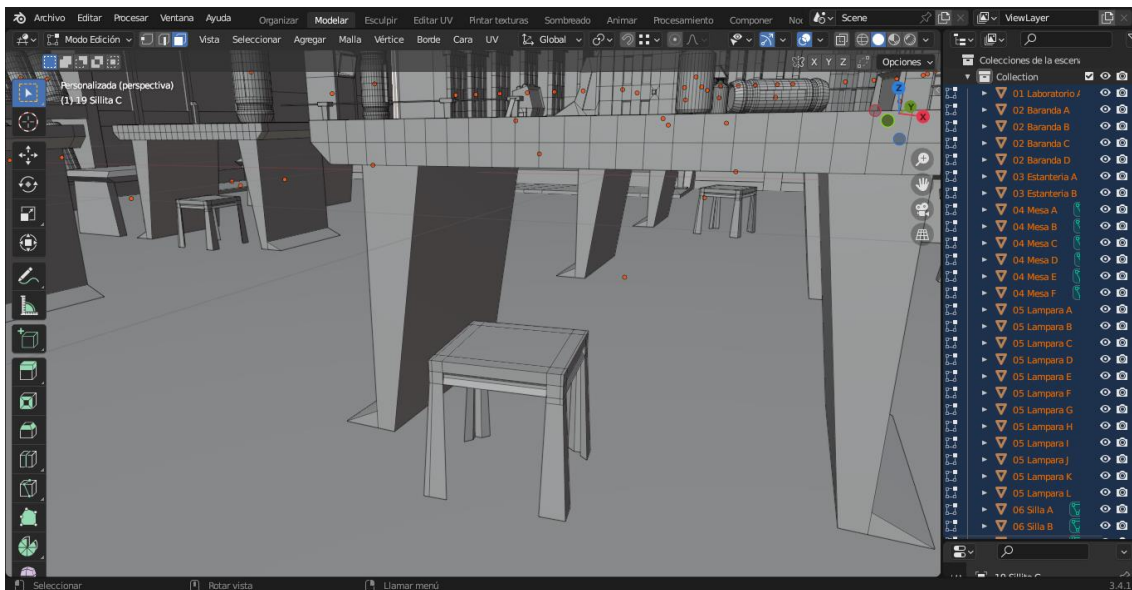 Archivo Editar Procesar Ventana Ayuda Organizar Modelar Esculpir Editar UV Pintar texturas Sombreado Animar Procesamiento Componer Scene ViewLayer
Modo Edición Vista Seleccionar Agregar Malla Vértice Borde Cara UV Global
X Y Z Opciones
Personalizada (perspectiva)
(1) 19 Sillita C
Z
Y
X
Colecciones de la escen
Collection
01 Laboratorio
02 Baranda A
02 Baranda B
02 Baranda C
02 Baranda D
03 Estanteria A
03 Estanteria B
04 Mesa A
04 Mesa B
04 Mesa C
04 Mesa D
04 Mesa E
04 Mesa F
05 Lampara A
05 Lampara B
05 Lampara C
05 Lampara D
05 Lampara E
05 Lampara F
05 Lampara G
05 Lampara H
05 Lampara I
05 Lampara J
05 Lampara K
05 Lampara L
06 Silla A
06 Silla B
Seleccionar Rotar vista Llamar menú 3.4.1